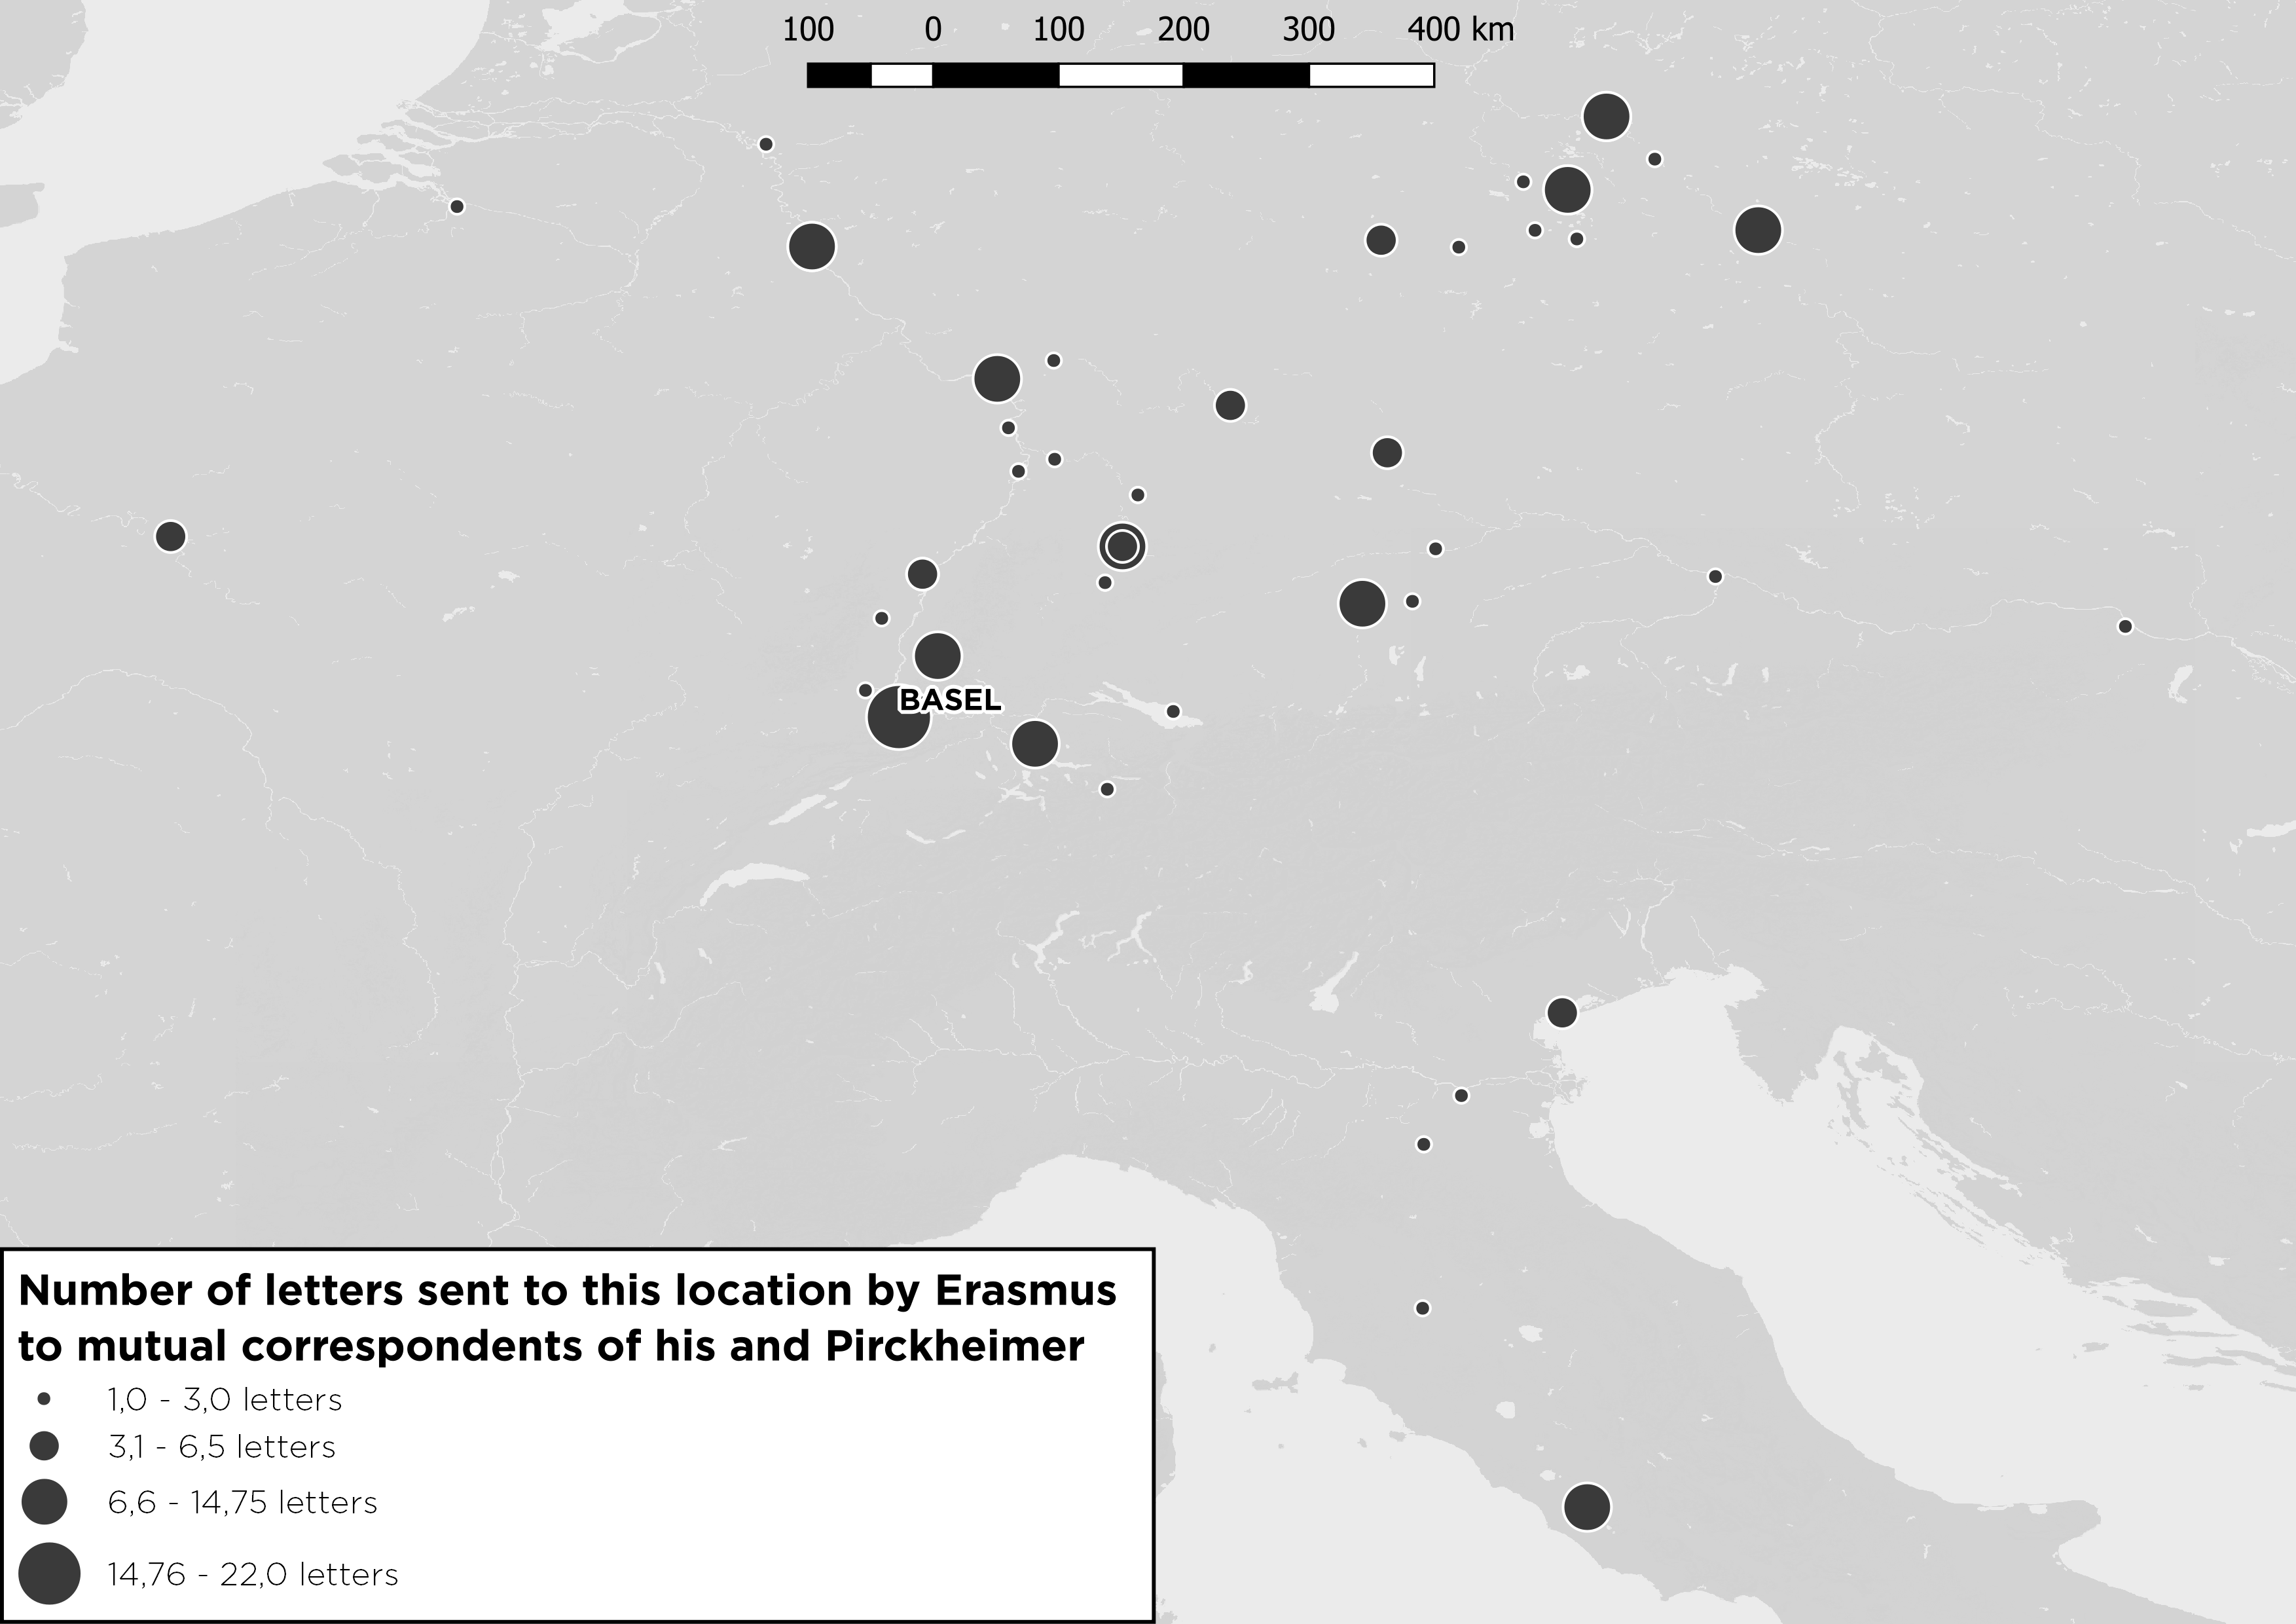 100 0 100 200 300 400 km
BASEL
Number of letters sent to this location by Erasmus
to mutual correspondents of his and Pirckheimer
1,0 - 3,0 letters
3,1 - 6,5 letters
6,6 - 14,75 letters
14,76 - 22,0 letters